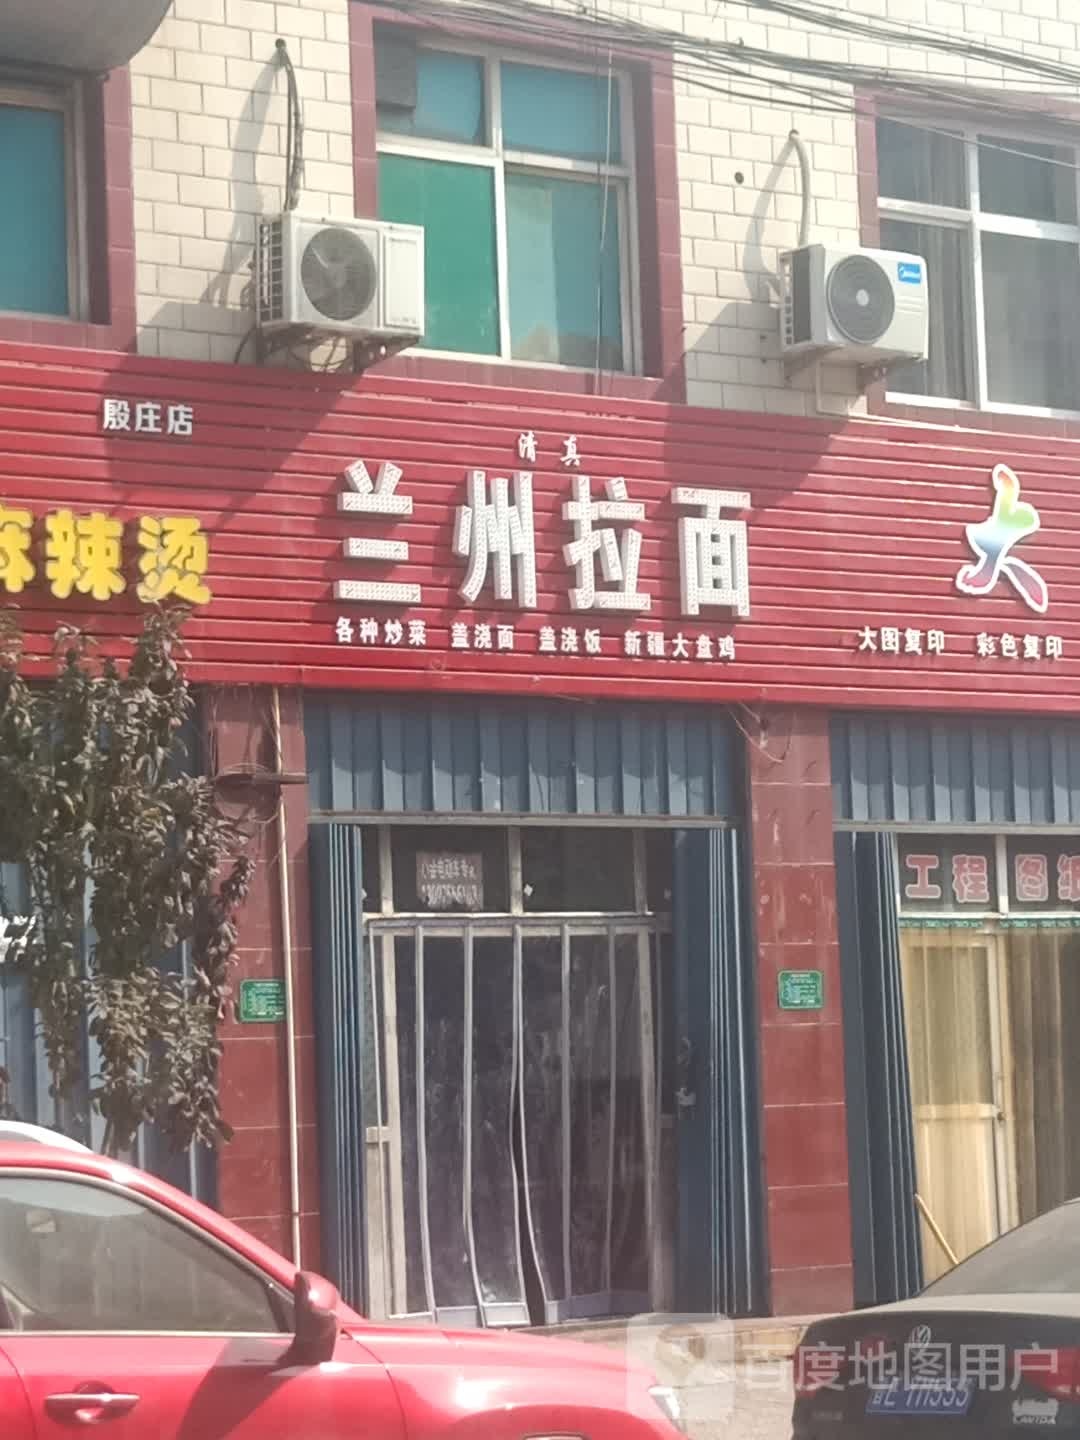 殷庄店
麻辣烫
清真
兰州拉面
各种炒菜 盖浇面 盖浇饭 新疆大盘鸡
大
大图复印 彩色复印
工程 图纸
Midea
百度地图用户
LAVIDA